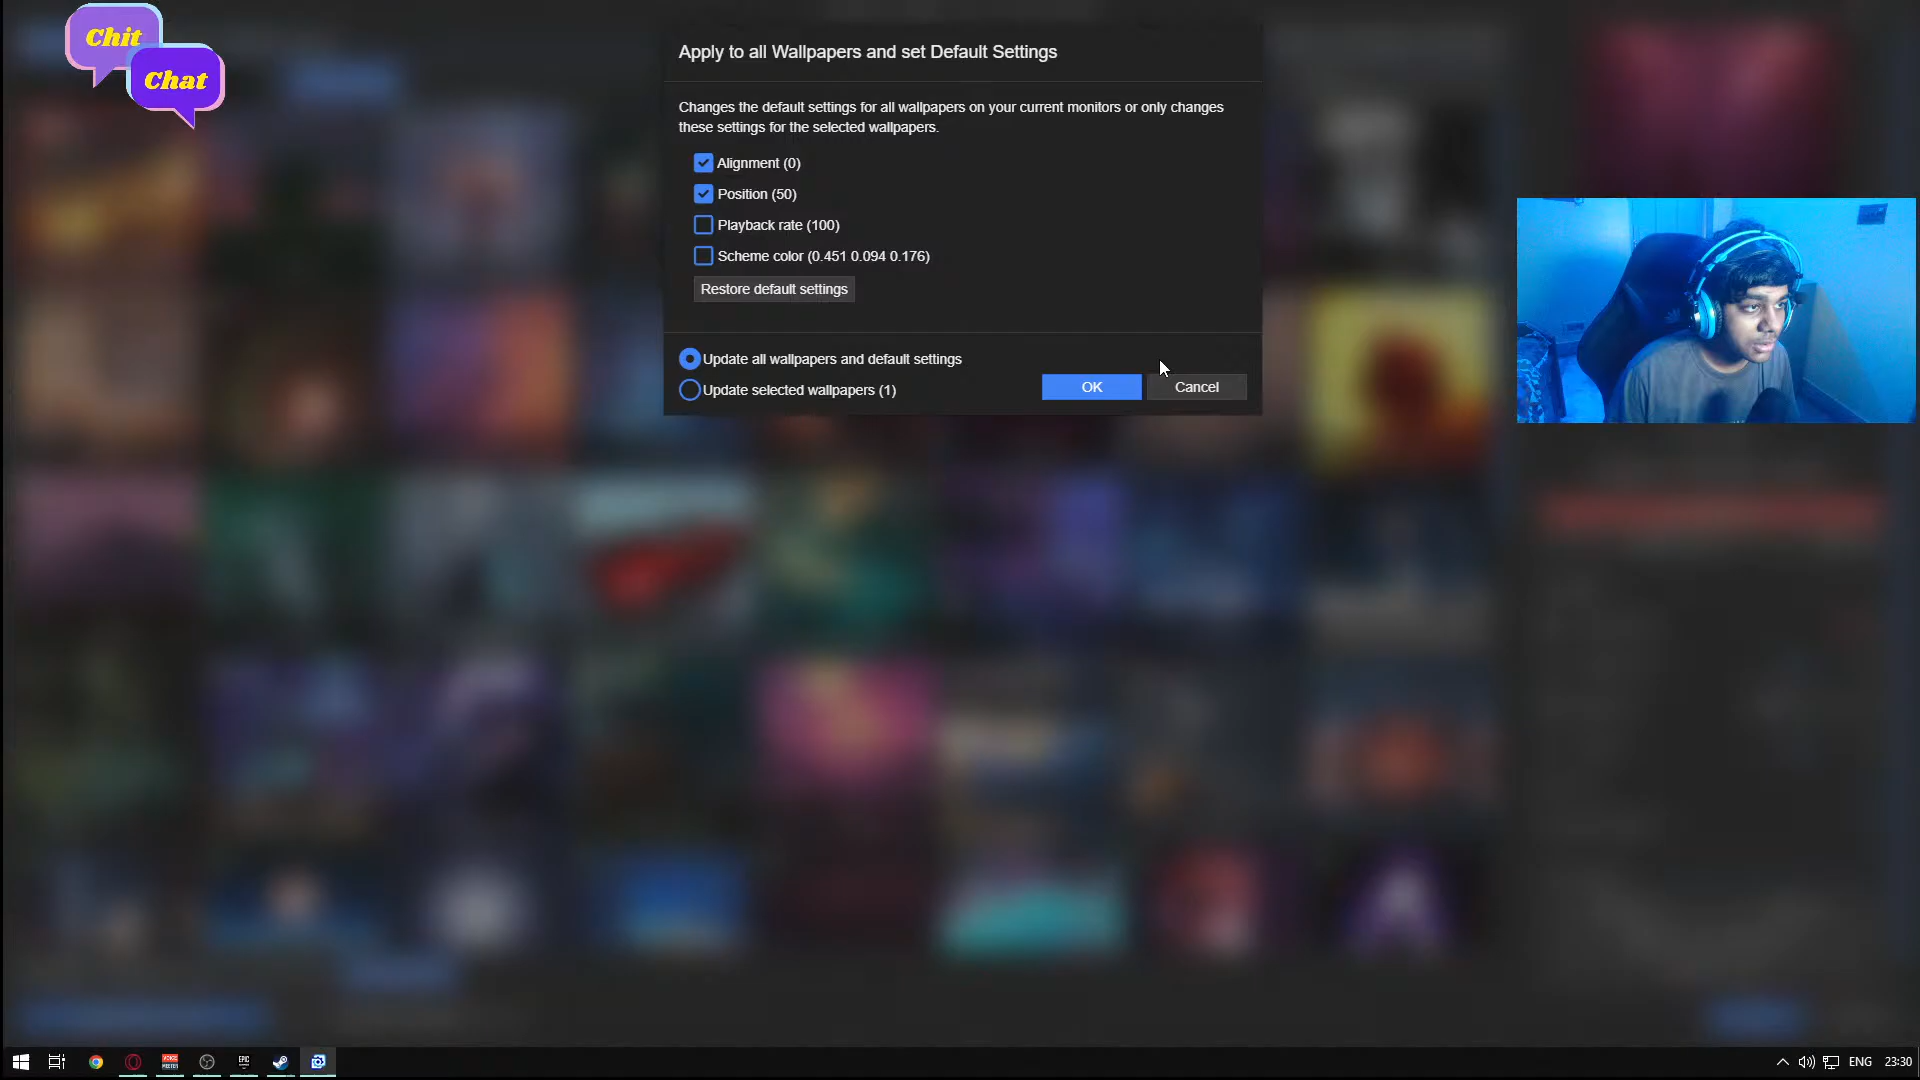 Chit
Chat
Apply to all Wallpapers and set Default Settings
Changes the default settings for all wallpapers on your current monitors or only changes
these settings for the selected wallpapers.
Alignment (0)
Position (50)
Playback rate (100)
Scheme color (0.451 0.094 0.176)
Restore default settings
Update all wallpapers and default settings
Update selected wallpapers (1)
OK
Cancel
VOICE
MEETER
EPIC
ENG
23:30